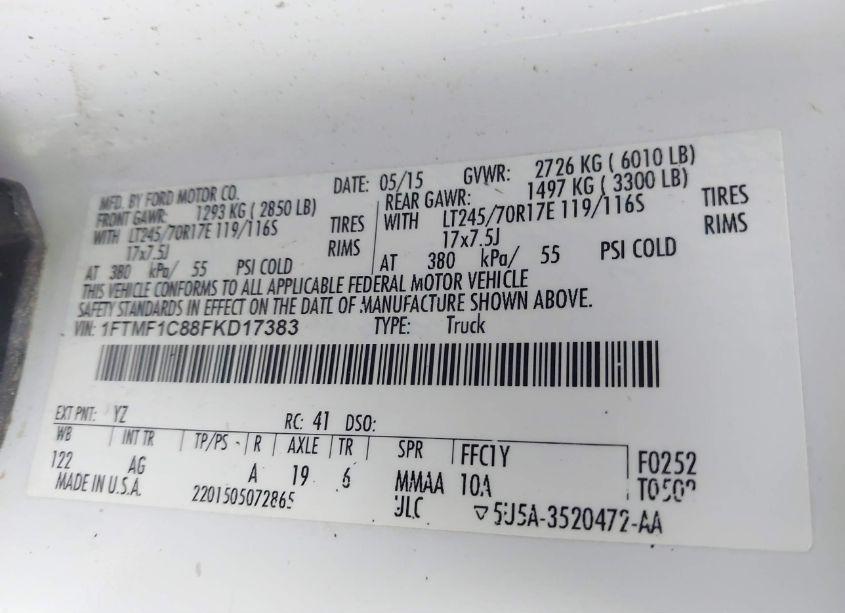 MFD. BY FORD MOTOR CO.
DATE: 05/15 GVWR: 2726 KG ( 6010 LB)
FRONT GAWR: 1293 KG ( 2850 LB) REAR GAWR: 1497 KG ( 3300 LB)
WITH LT245/70R17E 119/116S TIRES WITH LT245/70R17E 119/116S TIRES
17x7.5J RIMS 17x7.5J RIMS
AT 380 kPa/ 55 PSI COLD AT 380 kPa/ 55 PSI COLD
THIS VEHICLE CONFORMS TO ALL APPLICABLE FEDERAL MOTOR VEHICLE
SAFETY STANDARDS IN EFFECT ON THE DATE OF MANUFACTURE SHOWN ABOVE.
VIN: 1FTMF1C88FKD17383 TYPE: Truck
EXT PNT: YZ RC: 41 DSO:
WB INT TR TP/PS R AXLE TR SPR FFC1Y F0252
122 AG A 19 6 MMAA 10A
MADE IN U.S.A. 2201505072865 5U5A-3520472-AA